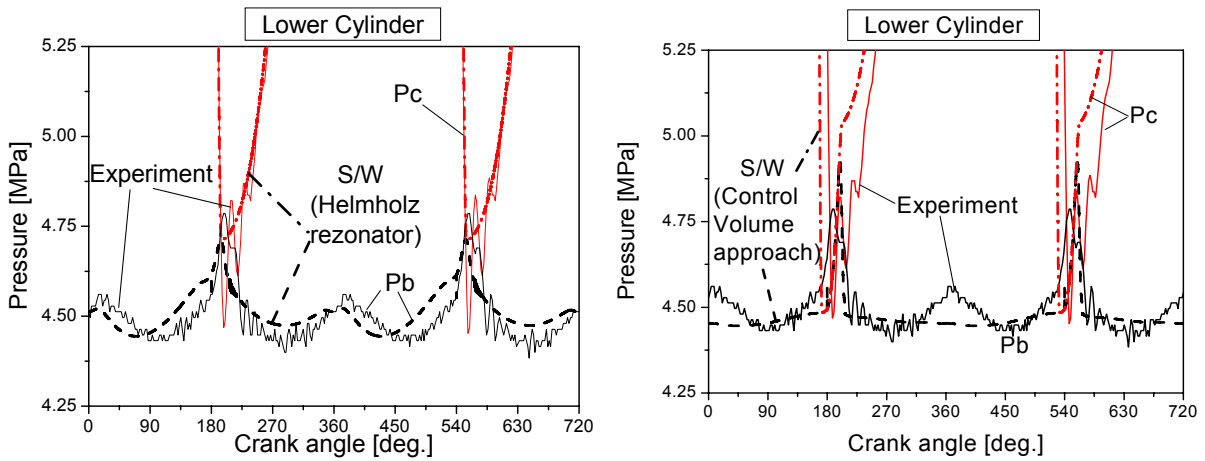 Lower Cylinder
5.25
5.00
4.75
4.50
4.25
Pressure [MPa]
Experiment
Pc
S/W
(Helmholz
rezonator)
Pb
0 90 180 270 360 450 540 630 720
Crank angle [deg.]
Lower Cylinder
5.25
5.00
4.75
4.50
4.25
Pressure [MPa]
S/W
(Control
Volume
approach)
Experiment
Pc
Pb
0 90 180 270 360 450 540 630 720
Crank angle [deg.]